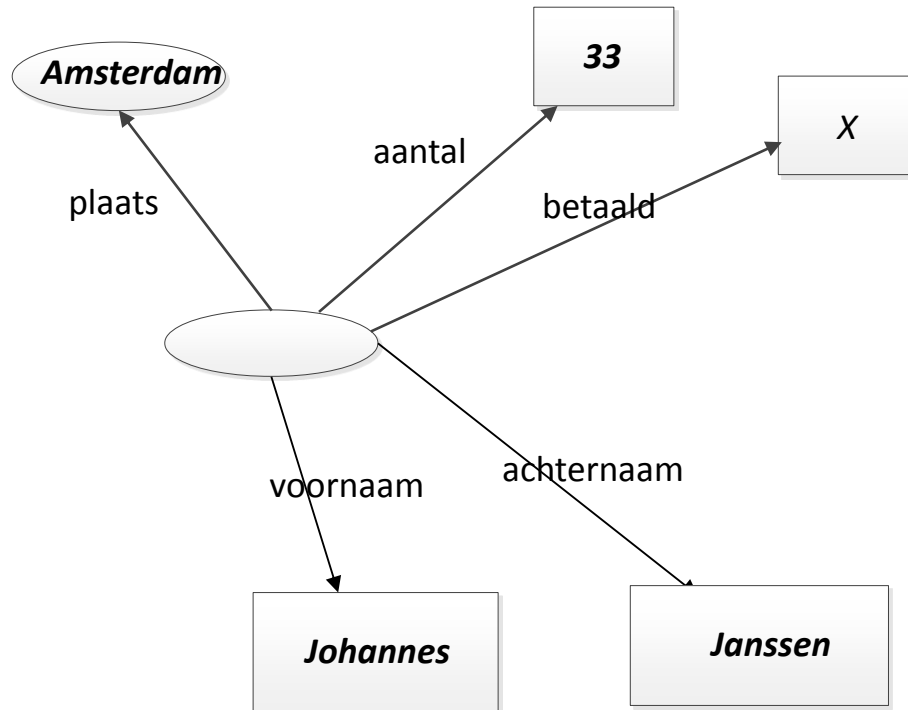 Amsterdam
33
X
aantal
plaats
betaald
voornaam
achternaam
Johannes
Janssen